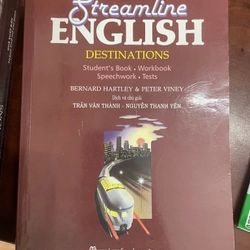 Streamline
ENGLISH
DESTINATIONS
Student's Book • Workbook
Speechwork • Tests
BERNARD HARTLEY & PETER VINEY
Dịch và chú giải
TRẦN VĂN THÀNH - NGUYỄN THANH YẾN